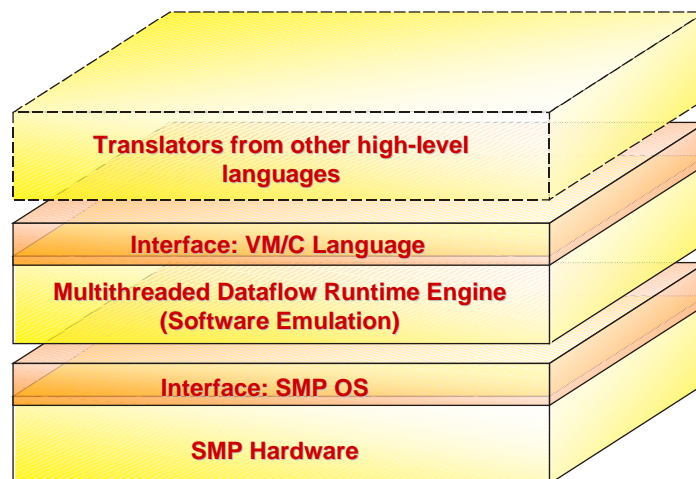 Translators from other high-level
languages
Interface: VM/C Language
Multithreaded Dataflow Runtime Engine
(Software Emulation)
Interface: SMP OS
SMP Hardware